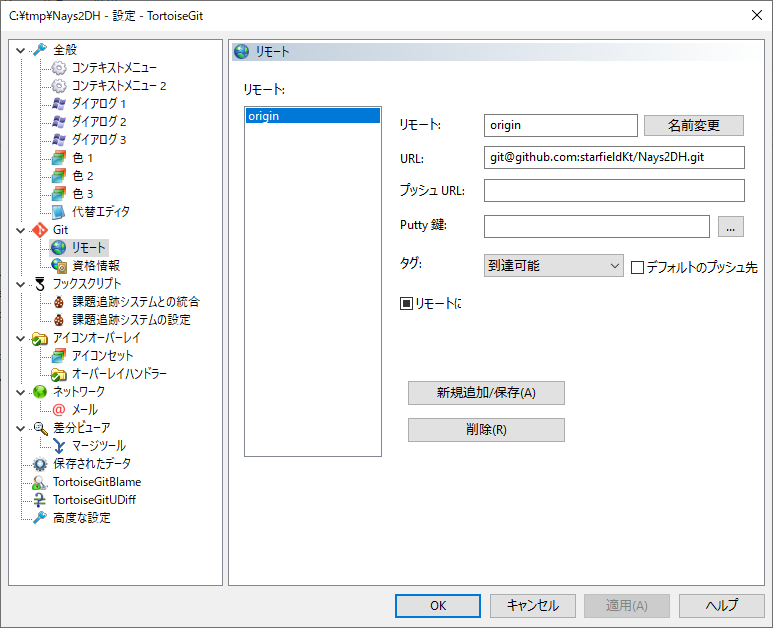 C:¥tmp¥Nays2DH - 設定 - TortoiseGit
全般
コンテキストメニュー
コンテキストメニュー 2
ダイアログ 1
ダイアログ 2
ダイアログ 3
色 1
色 2
色 3
代替エディタ
Git
リモート
資格情報
フックスクリプト
課題追跡システムとの統合
課題追跡システムの設定
アイコンオーバーレイ
アイコンセット
オーバーレイハンドラー
ネットワーク
メール
差分ビューア
マージツール
保存されたデータ
TortoiseGitBlame
TortoiseGitUDiff
高度な設定
リモート
リモート:
origin
リモート: origin 名前変更
URL: git@github.com:starfieldKt/Nays2DH.git
プッシュ URL:
Putty 鍵: ...
タグ: 到達可能 デフォルトのプッシュ先
リモートに
新規追加/保存(A)
削除(R)
OK キャンセル 適用(A) ヘルプ